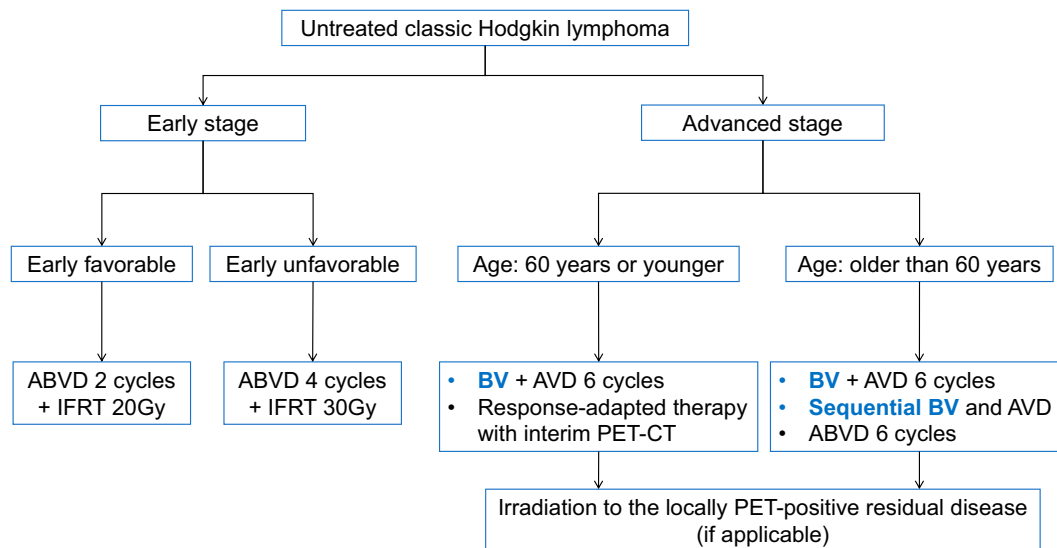 Untreated classic Hodgkin lymphoma
Early stage
Advanced stage
Early favorable
Early unfavorable
Age: 60 years or younger
Age: older than 60 years
ABVD 2 cycles
+ IFRT 20Gy
ABVD 4 cycles
+ IFRT 30Gy
• BV + AVD 6 cycles
• Response-adapted therapy
with interim PET-CT
• BV + AVD 6 cycles
• Sequential BV and AVD
• ABVD 6 cycles
Irradiation to the locally PET-positive residual disease
(if applicable)